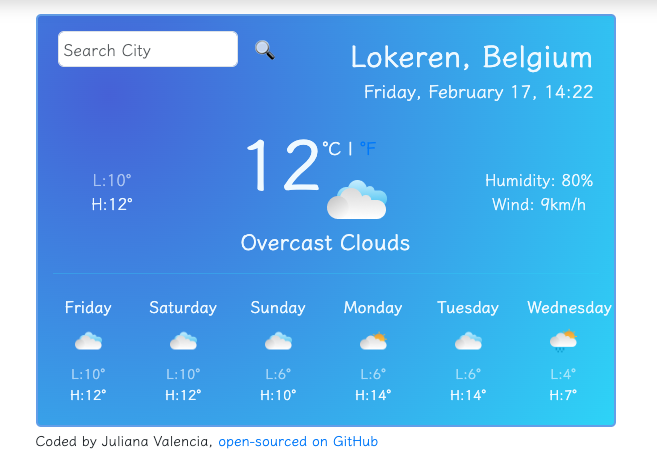 Search City
Lokeren, Belgium
Friday, February 17, 14:22
12 °C | °F
L:10°
H:12°
Humidity: 80%
Wind: 9km/h
Overcast Clouds
Friday Saturday Sunday Monday Tuesday Wednesday
L:10° L:10° L:6° L:6° L:6° L:4°
H:12° H:12° H:10° H:14° H:14° H:7°
Coded by Juliana Valencia, open-sourced on GitHub